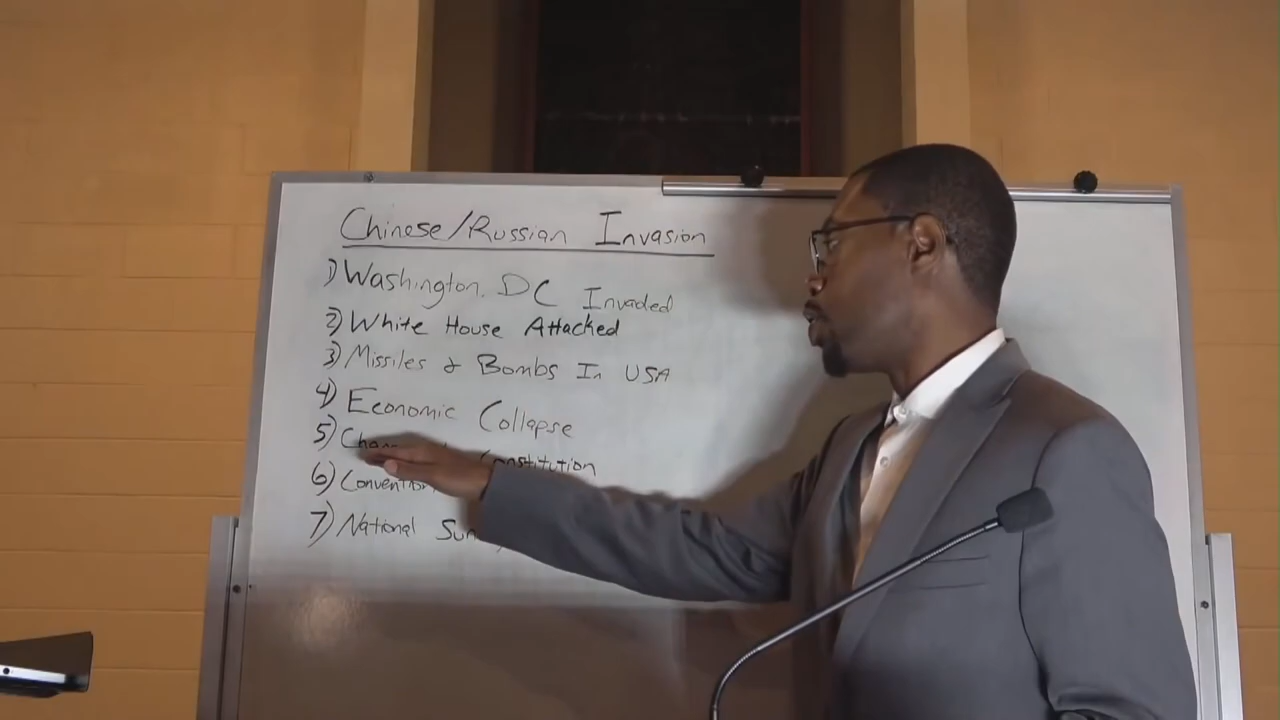 Chinese/Russian Invasion
1) Washington, DC Invaded
2) White House Attacked
3) Missiles & Bombs In USA
4) Economic Collapse
5)
6)
7) National